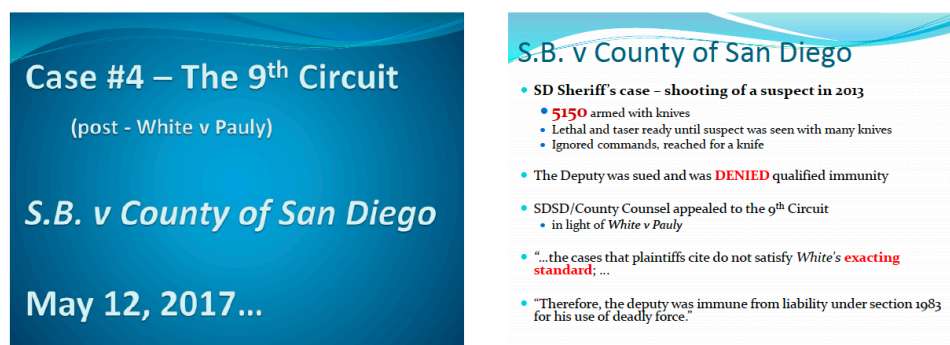 Case #4 – The 9th Circuit
(post - White v Pauly)
S.B. v County of San Diego
May 12, 2017…
S.B. v County of San Diego
• SD Sheriff's case – shooting of a suspect in 2013
• 5150 armed with knives
• Lethal and taser ready until suspect was seen with many knives
• Ignored commands, reached for a knife
• The Deputy was sued and was DENIED qualified immunity
• SDSD/County Counsel appealed to the 9th Circuit
• in light of White v Pauly
• "…the cases that plaintiffs cite do not satisfy White's exacting
standard; …
• "Therefore, the deputy was immune from liability under section 1983
for his use of deadly force."